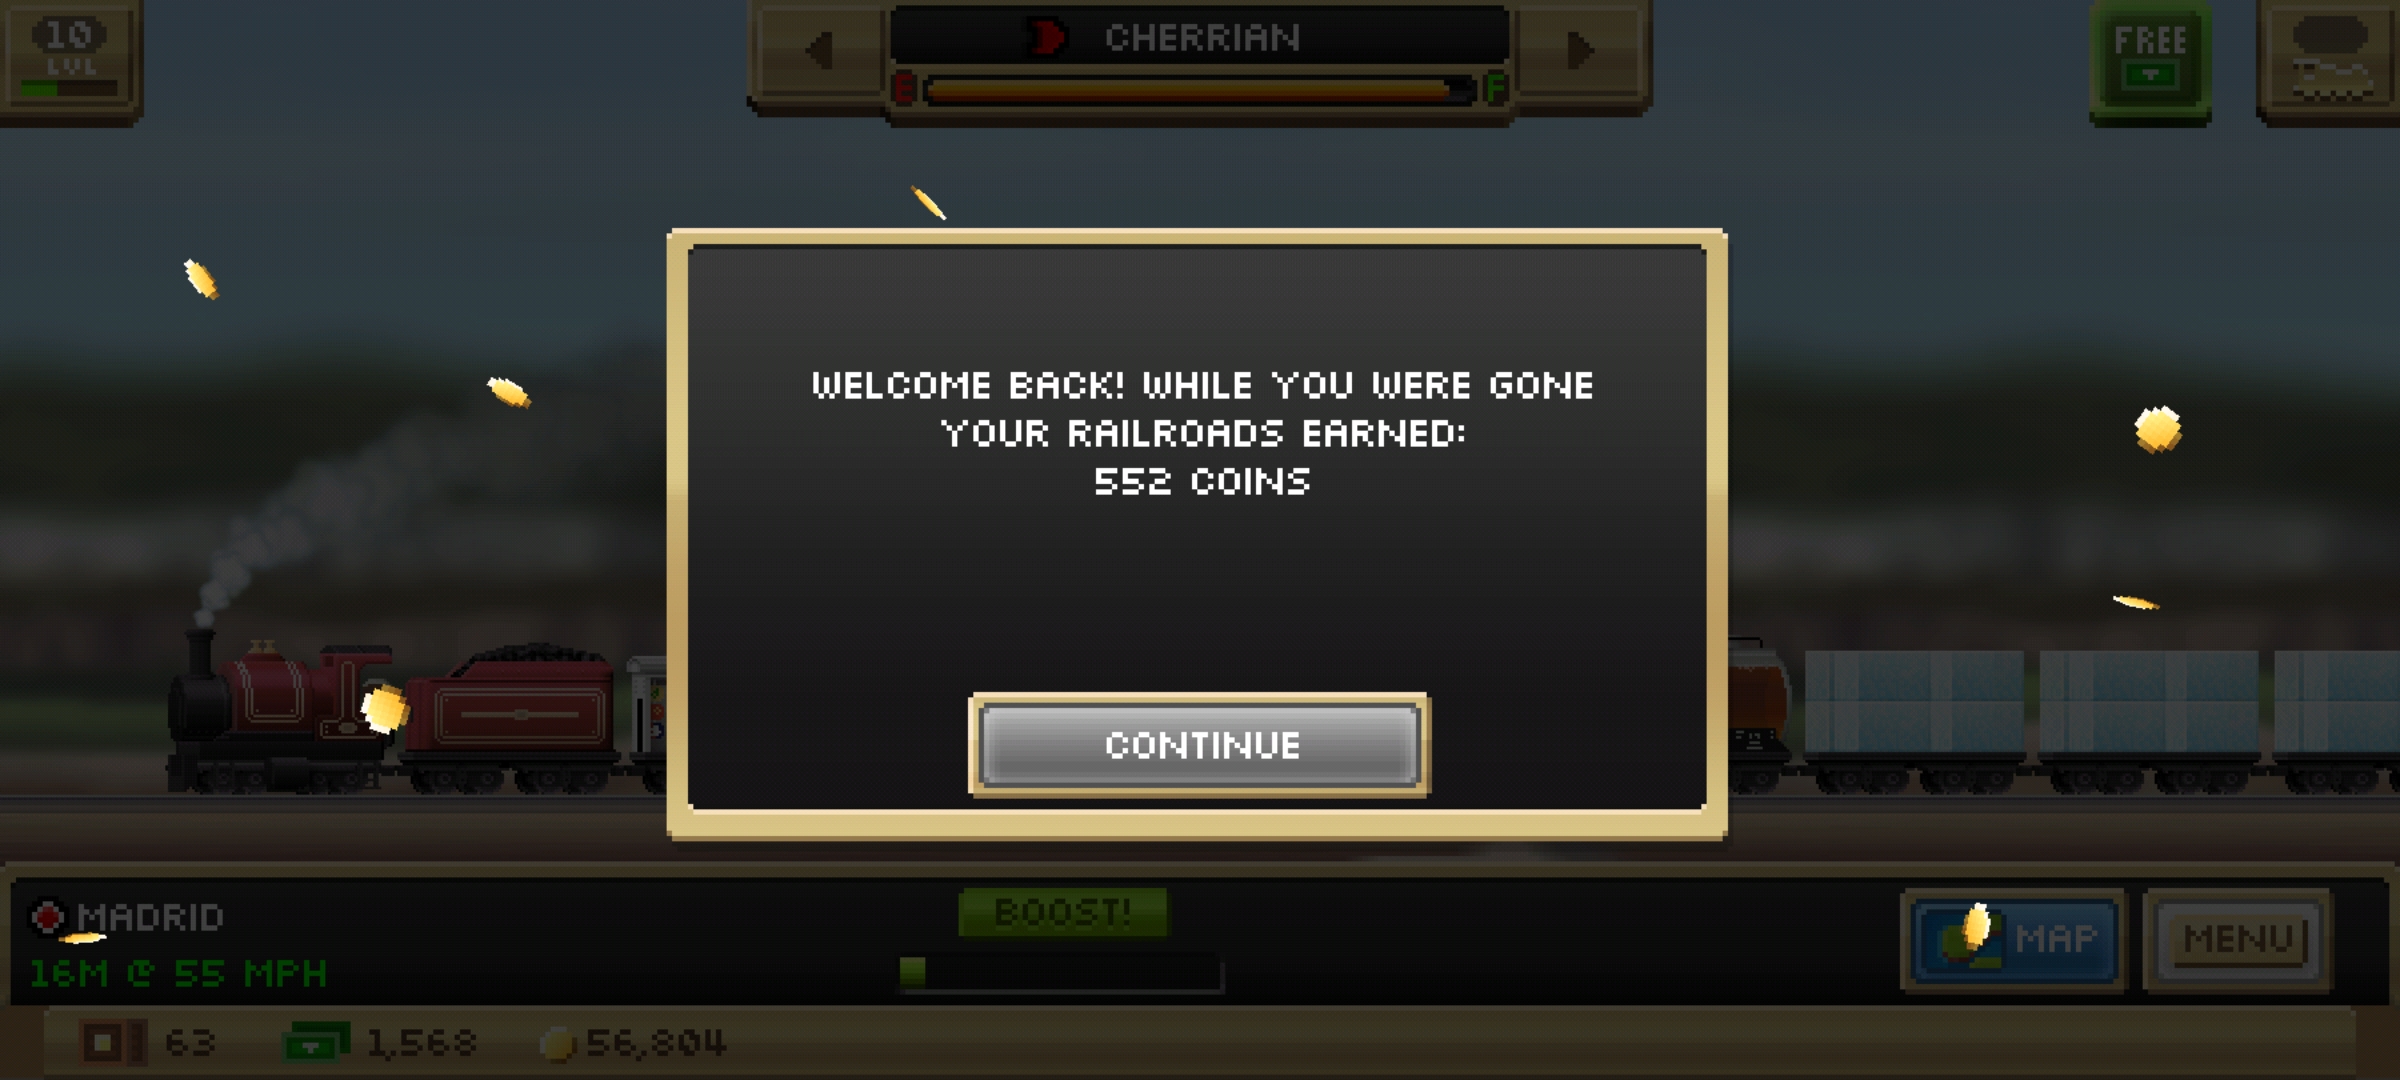 10
LVL
CHERRIAN
E F
FREE
WELCOME BACK! WHILE YOU WERE GONE
YOUR RAILROADS EARNED:
552 COINS
CONTINUE
MADRID
16M @ 55 MPH
BOOST!
MAP
MENU
63 1,568 56,804